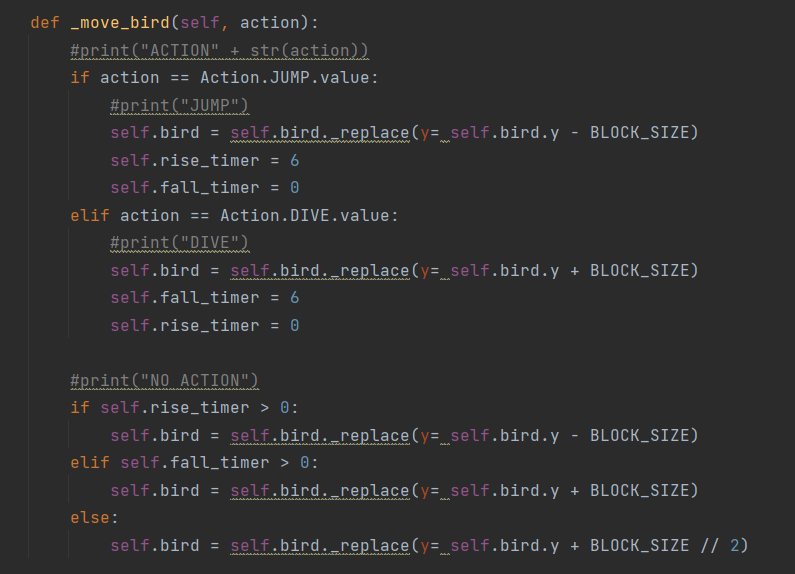 def _move_bird(self, action):
    #print("ACTION" + str(action))
    if action == Action.JUMP.value:
        #print("JUMP")
        self.bird = self.bird._replace(y= self.bird.y - BLOCK_SIZE)
        self.rise_timer = 6
        self.fall_timer = 0
    elif action == Action.DIVE.value:
        #print("DIVE")
        self.bird = self.bird._replace(y= self.bird.y + BLOCK_SIZE)
        self.fall_timer = 6
        self.rise_timer = 0

    #print("NO ACTION")
    if self.rise_timer > 0:
        self.bird = self.bird._replace(y= self.bird.y - BLOCK_SIZE)
    elif self.fall_timer > 0:
        self.bird = self.bird._replace(y= self.bird.y + BLOCK_SIZE)
    else:
        self.bird = self.bird._replace(y= self.bird.y + BLOCK_SIZE // 2)